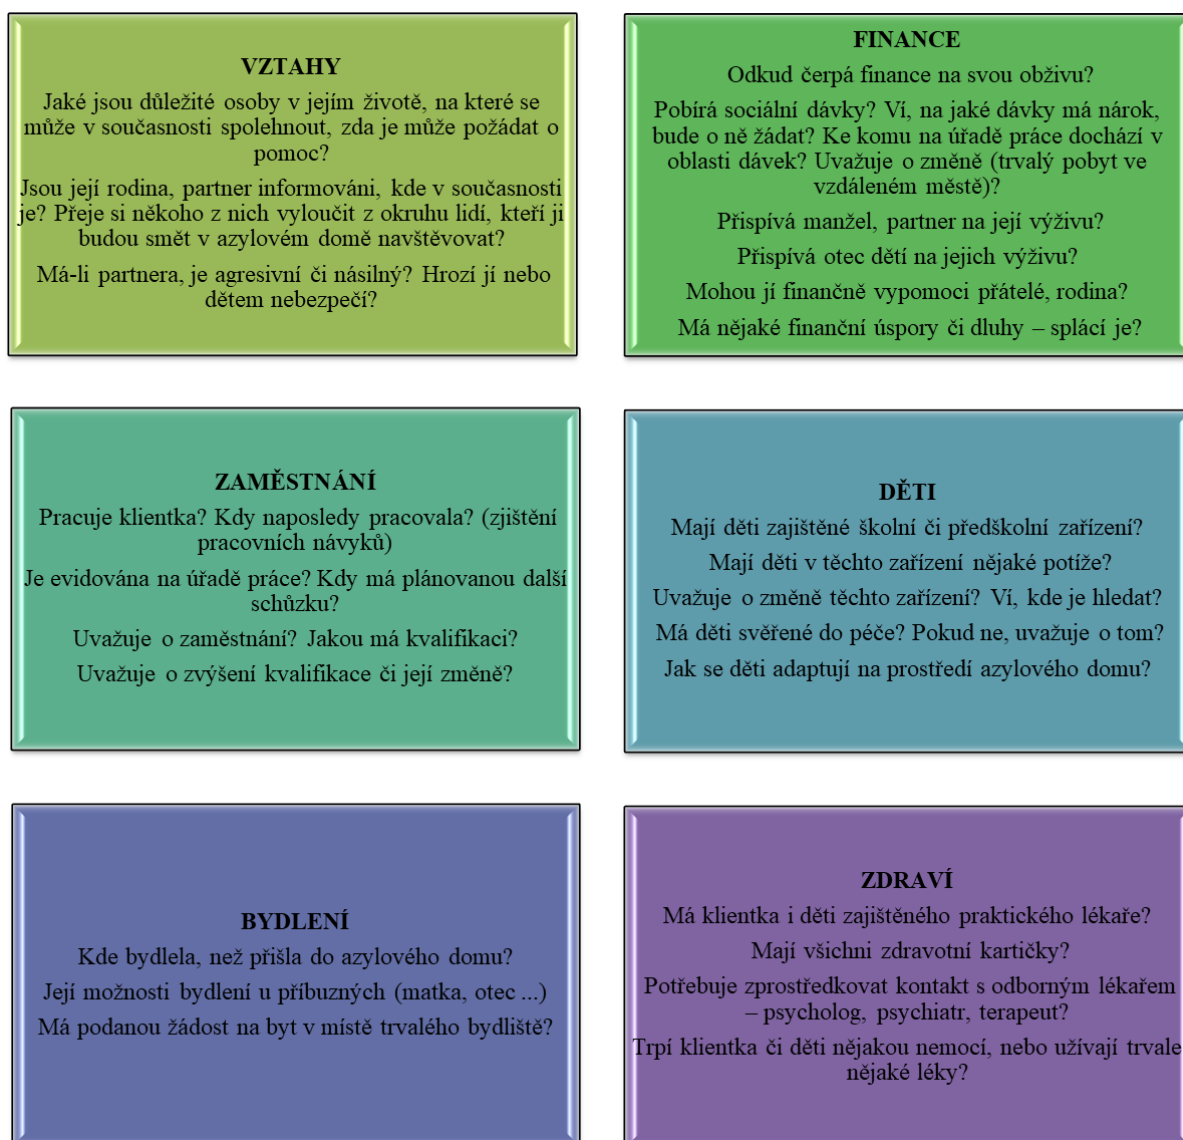 VZTAHY
Jaké jsou důležité osoby v jejím životě, na které se
může v současnosti spolehnout, zda je může požádat o
pomoc?
Jsou její rodina, partner informováni, kde v současnosti
je? Přeje si někoho z nich vyloučit z okruhu lidí, kteří ji
budou smět v azylovém domě navštěvovat?
Má-li partnera, je agresivní či násilný? Hrozí jí nebo
dětem nebezpečí?
FINANCE
Odkud čerpá finance na svou obživu?
Pobírá sociální dávky? Ví, na jaké dávky má nárok,
bude o ně žádat? Ke komu na úřadě práce dochází v
oblasti dávek? Uvažuje o změně (trvalý pobyt ve
vzdáleném městě)?
Přispívá manžel, partner na její výživu?
Přispívá otec dětí na jejich výživu?
Mohou jí finančně vypomoci přátelé, rodina?
Má nějaké finanční úspory či dluhy – splácí je?
ZAMĚSTNÁNÍ
Pracuje klientka? Kdy naposledy pracovala? (zjištění
pracovních návyků)
Je evidována na úřadě práce? Kdy má plánovanou další
schůzku?
Uvažuje o zaměstnání? Jakou má kvalifikaci?
Uvažuje o zvýšení kvalifikace či její změně?
DĚTI
Mají děti zajištěné školní či předškolní zařízení?
Mají děti v těchto zařízení nějaké potíže?
Uvažuje o změně těchto zařízení? Ví, kde je hledat?
Má děti svěřené do péče? Pokud ne, uvažuje o tom?
Jak se děti adaptují na prostředí azylového domu?
BYDLENÍ
Kde bydlela, než přišla do azylového domu?
Její možnosti bydlení u příbuzných (matka, otec ...)
Má podanou žádost na byt v místě trvalého bydliště?
ZDRAVÍ
Má klientka i děti zajištěného praktického lékaře?
Mají všichni zdravotní kartičky?
Potřebuje zprostředkovat kontakt s odborným lékařem
– psycholog, psychiatr, terapeut?
Trpí klientka či děti nějakou nemocí, nebo užívají trvale
nějaké léky?